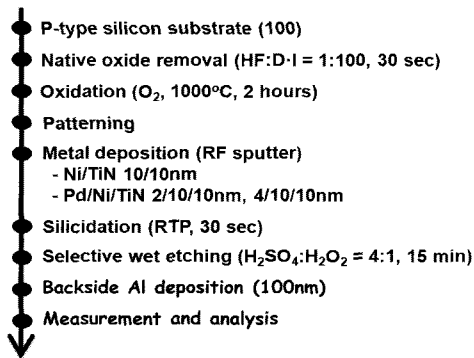 P-type silicon substrate (100)
Native oxide removal (HF:D·I = 1:100, 30 sec)
Oxidation (O₂, 1000°C, 2 hours)
Patterning
Metal deposition (RF sputter)
- Ni/TiN 10/10nm
- Pd/Ni/TiN 2/10/10nm, 4/10/10nm
Silicidation (RTP, 30 sec)
Selective wet etching (H₂SO₄:H₂O₂ = 4:1, 15 min)
Backside Al deposition (100nm)
Measurement and analysis